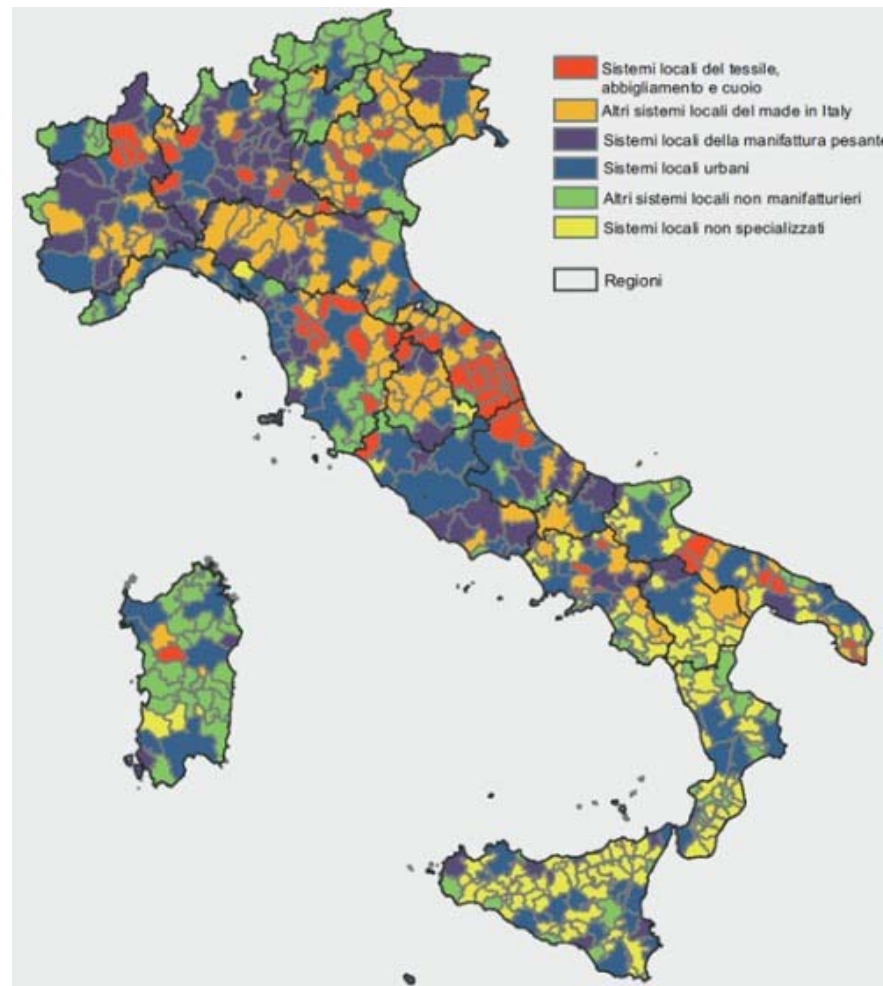 Sistemi locali del tessile,
abbigliamento e cuoio
Altri sistemi locali del made in Italy
Sistemi locali della manifattura pesante
Sistemi locali urbani
Altri sistemi locali non manifatturieri
Sistemi locali non specializzati
Regioni